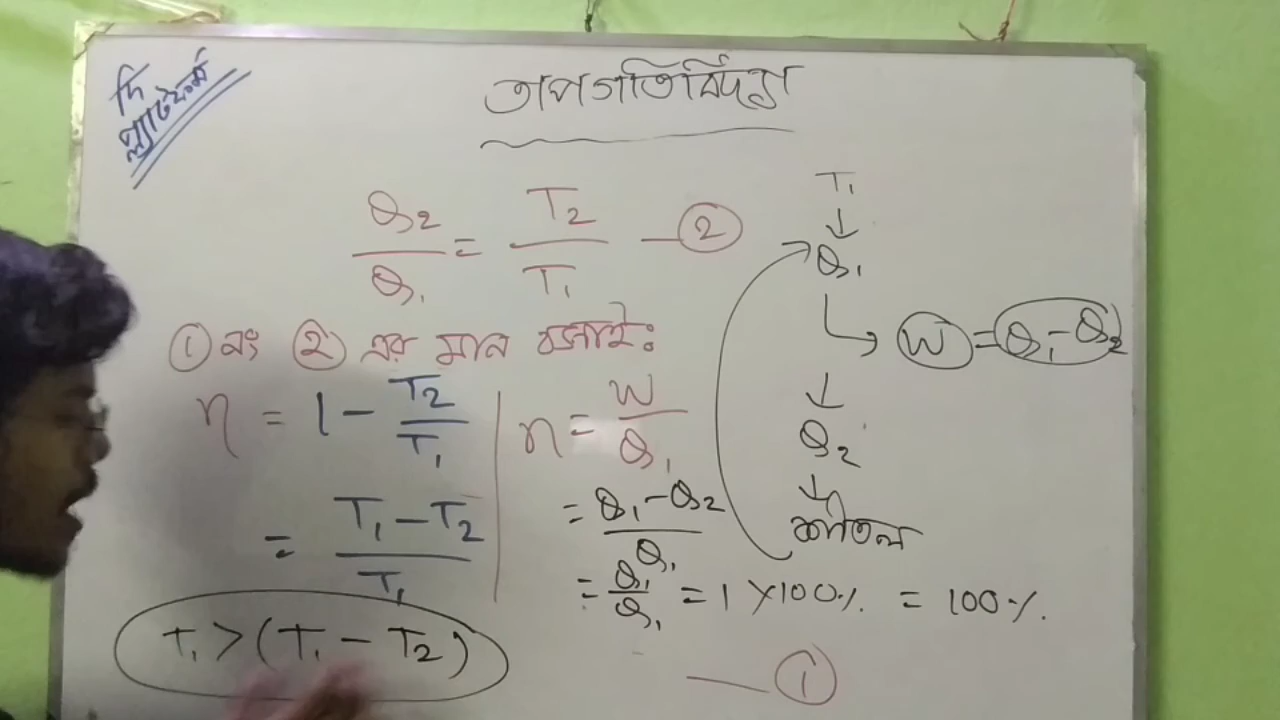 দি
প্ল্যাটফর্ম
তাপগতিবিদ্যা
Q₂/Q₁ = T₂/T₁ — ②
① নং ② এর মান বসাই:
η = 1 - T₂/T₁
= (T₁ - T₂)/T₁
T₁ > (T₁ - T₂)
η = W/Q₁
= (Q₁ - Q₂)/Q₁
= Q₁/Q₁ = 1 × 100% = 100%.
— ①
T₁
↓
Q₁
↳ W = Q₁ - Q₂
↓
Q₂
↓
শীতল